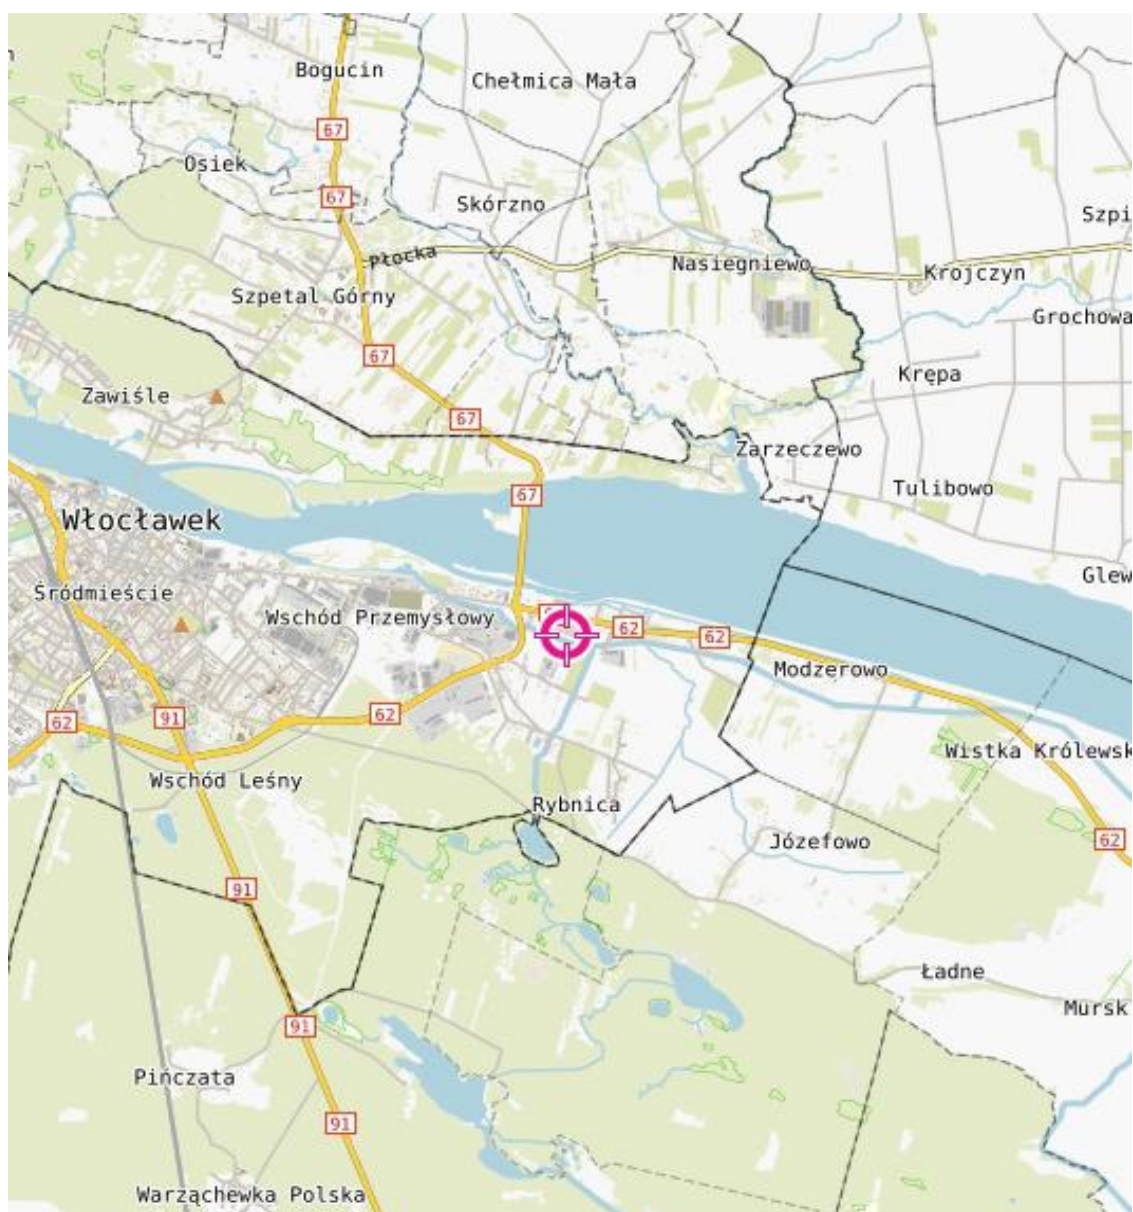 Bogucin
Chełmica Mała
67
Osiek
67
Skórzno
Szpi
Płocka
Nasiegniewo
Krojczyn
Szpetal Górny
Grochowa
67
Krępa
Zawiśle
67
Zarzeczewo
Tulibowo
67
Włocławek
Glew
Śródmieście
Wschód Przemysłowy
62
62
Modzerowo
91
62
62
Wistka Królewsk
Wschód Leśny
Rybnica
Józefowo
62
91
Ładne
Mursk
91
Pińczata
91
Warząchewka Polska